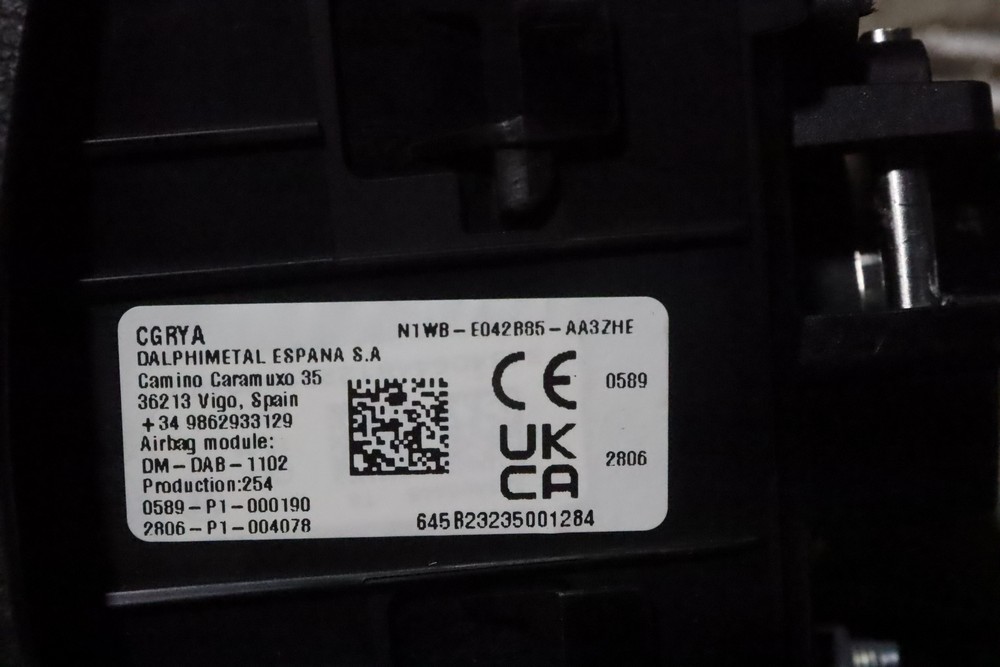 CGRYA
N1WB-E042B85-AA3ZHE
DALPHIMETAL ESPANA S.A
Camino Caramuxo 35
36213 Vigo, Spain
+34 9862933129
Airbag module:
DM-DAB-1102
Production:254
0589-P1-000190
2806-P1-004078
CE 0589
UK
CA 2806
645B23235001284